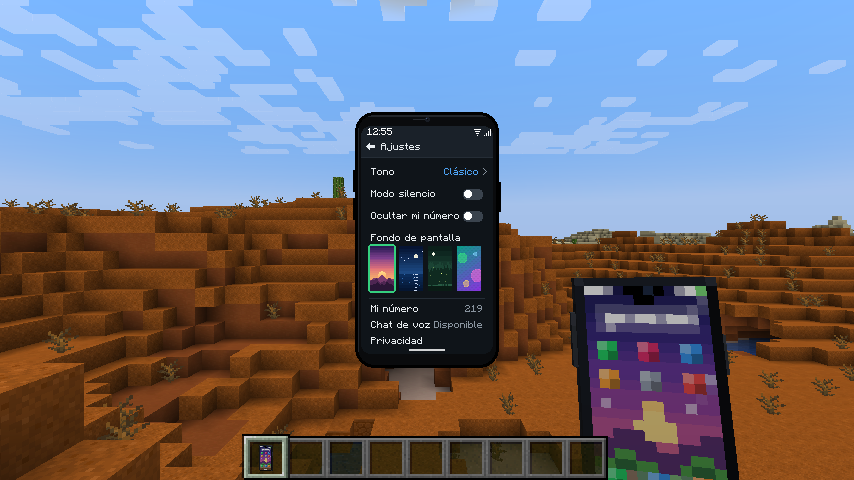 12:55
Ajustes
Tono Clásico
Modo silencio
Ocultar mi número
Fondo de pantalla
Mi número 219
Chat de voz Disponible
Privacidad